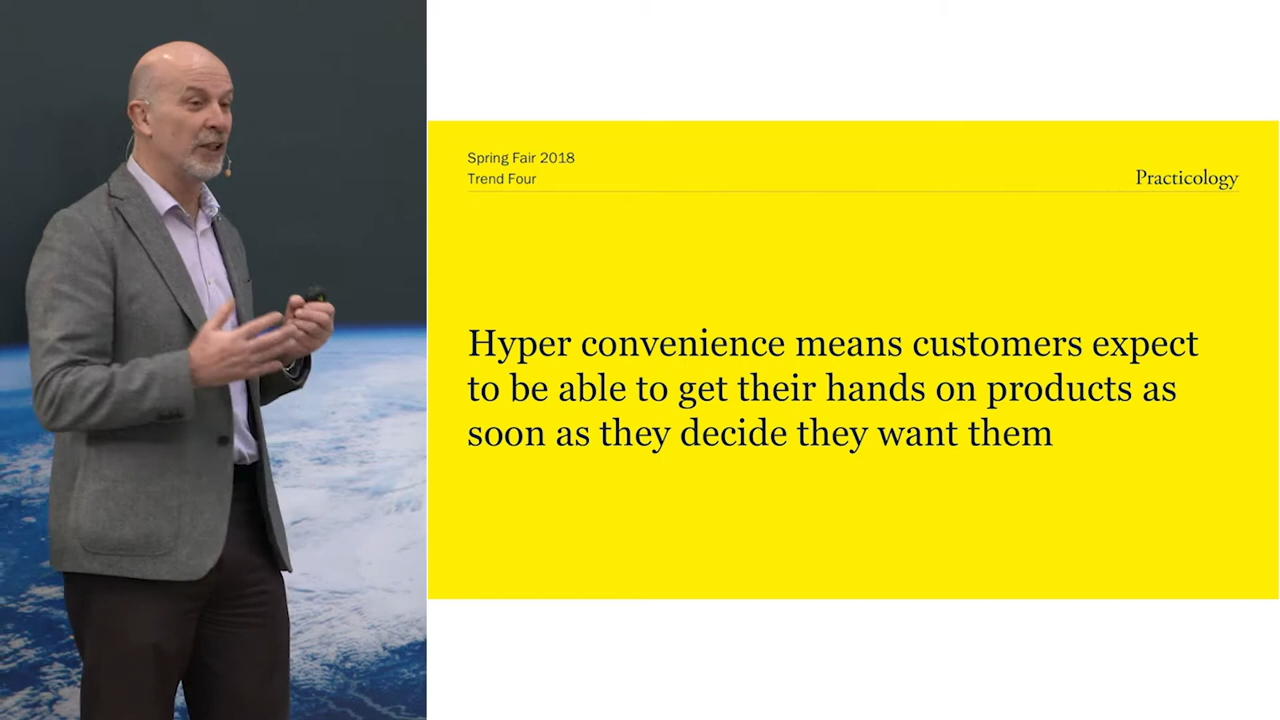 Spring Fair 2018
Trend Four
Practicology
Hyper convenience means customers expect
to be able to get their hands on products as
soon as they decide they want them